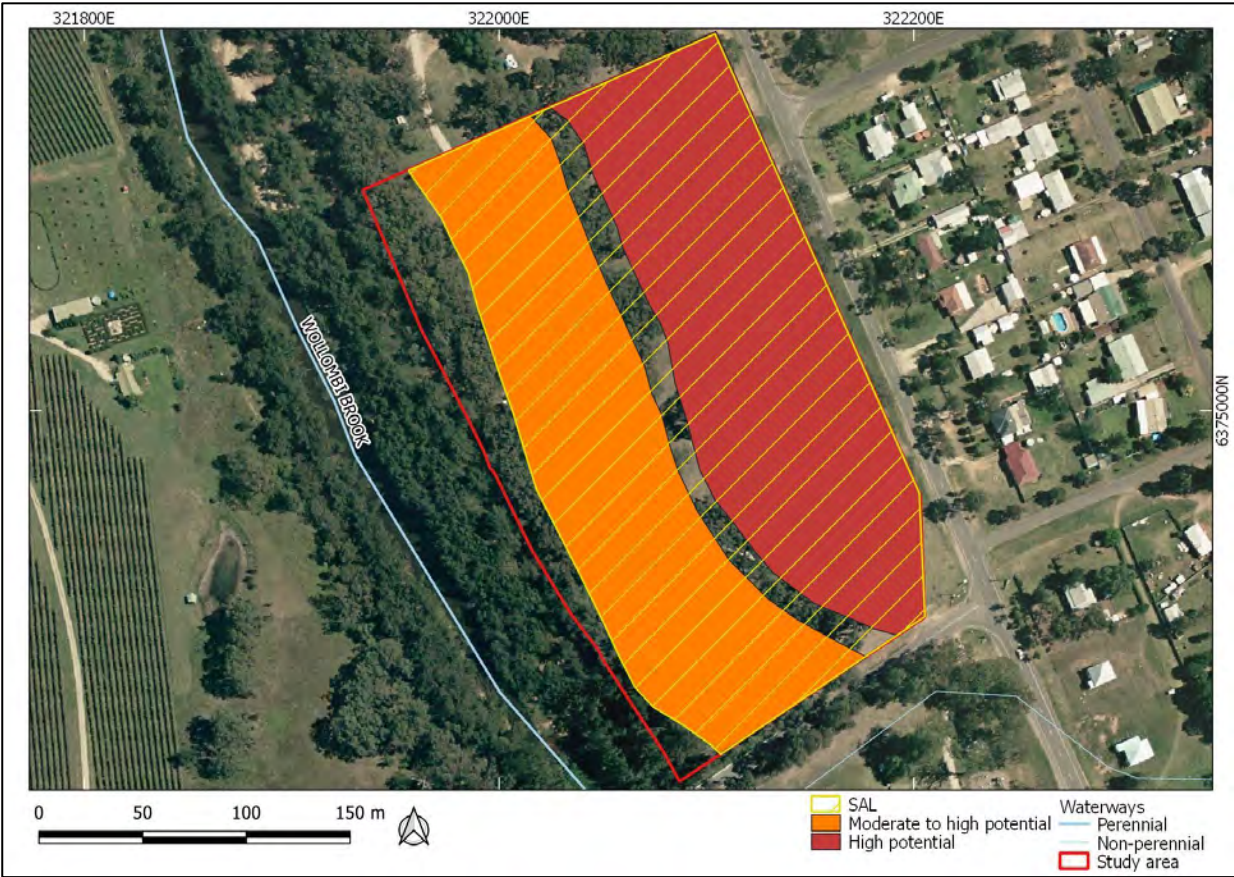 321800E
322000E
322200E
WOLLOMBI BROOK
6375000N
0 50 100 150 m
SAL
Moderate to high potential
High potential
Waterways
Perennial
Non-perennial
Study area